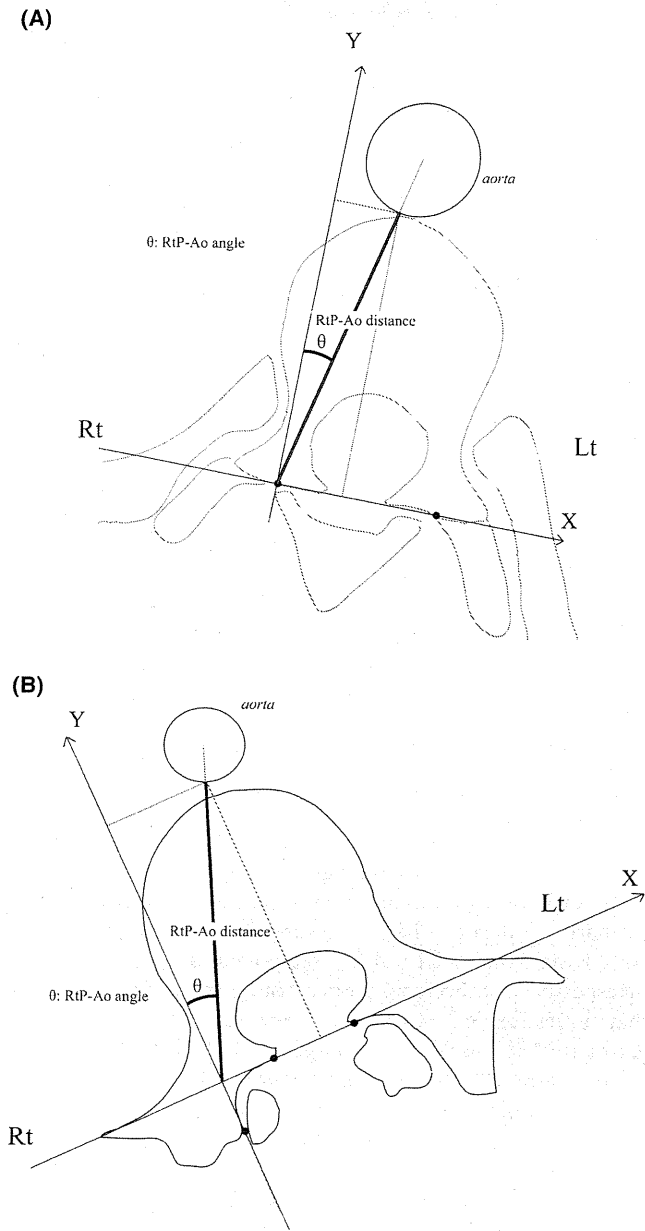 (A)
Y
aorta
θ: RtP-Ao angle
RtP-Ao distance
θ
Rt
Lt
X
(B)
aorta
Y
X
Lt
RtP-Ao distance
θ
θ: RtP-Ao angle
Rt